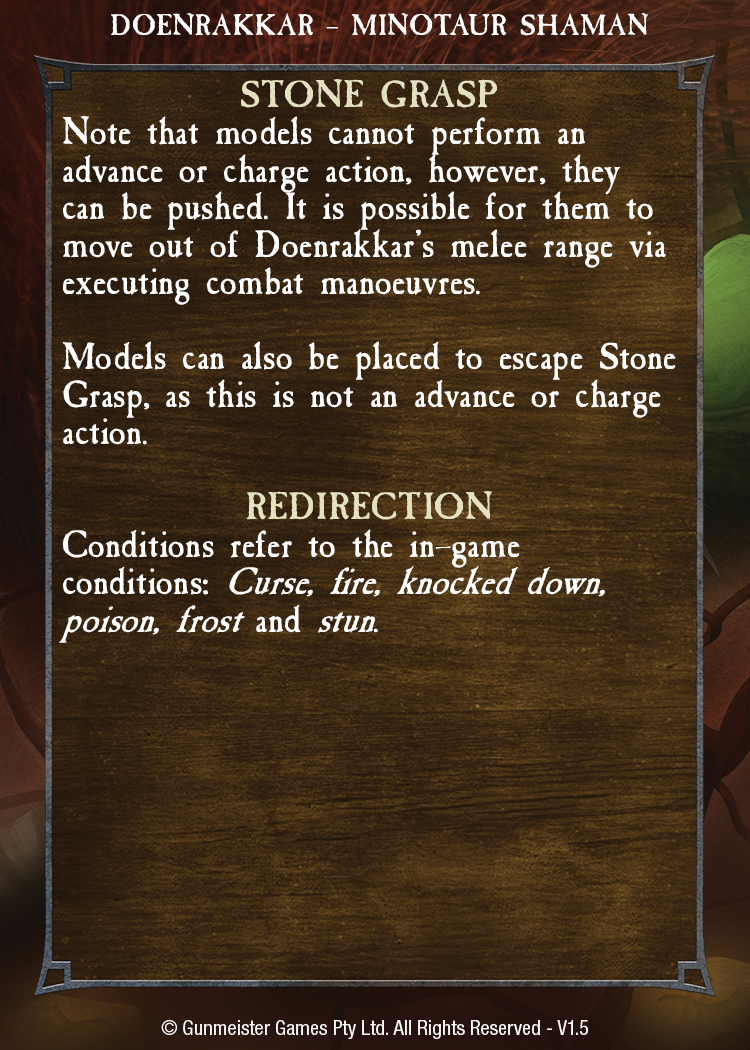 DOENRAKKAR – MINOTAUR SHAMAN
STONE GRASP
Note that models cannot perform an
advance or charge action, however, they
can be pushed. It is possible for them to
move out of Doenrakkar's melee range via
executing combat manoeuvres.
Models can also be placed to escape Stone
Grasp, as this is not an advance or charge
action.
REDIRECTION
Conditions refer to the in-game
conditions: Curse, fire, knocked down,
poison, frost and stun.
© Gunmeister Games Pty Ltd. All Rights Reserved - V1.5